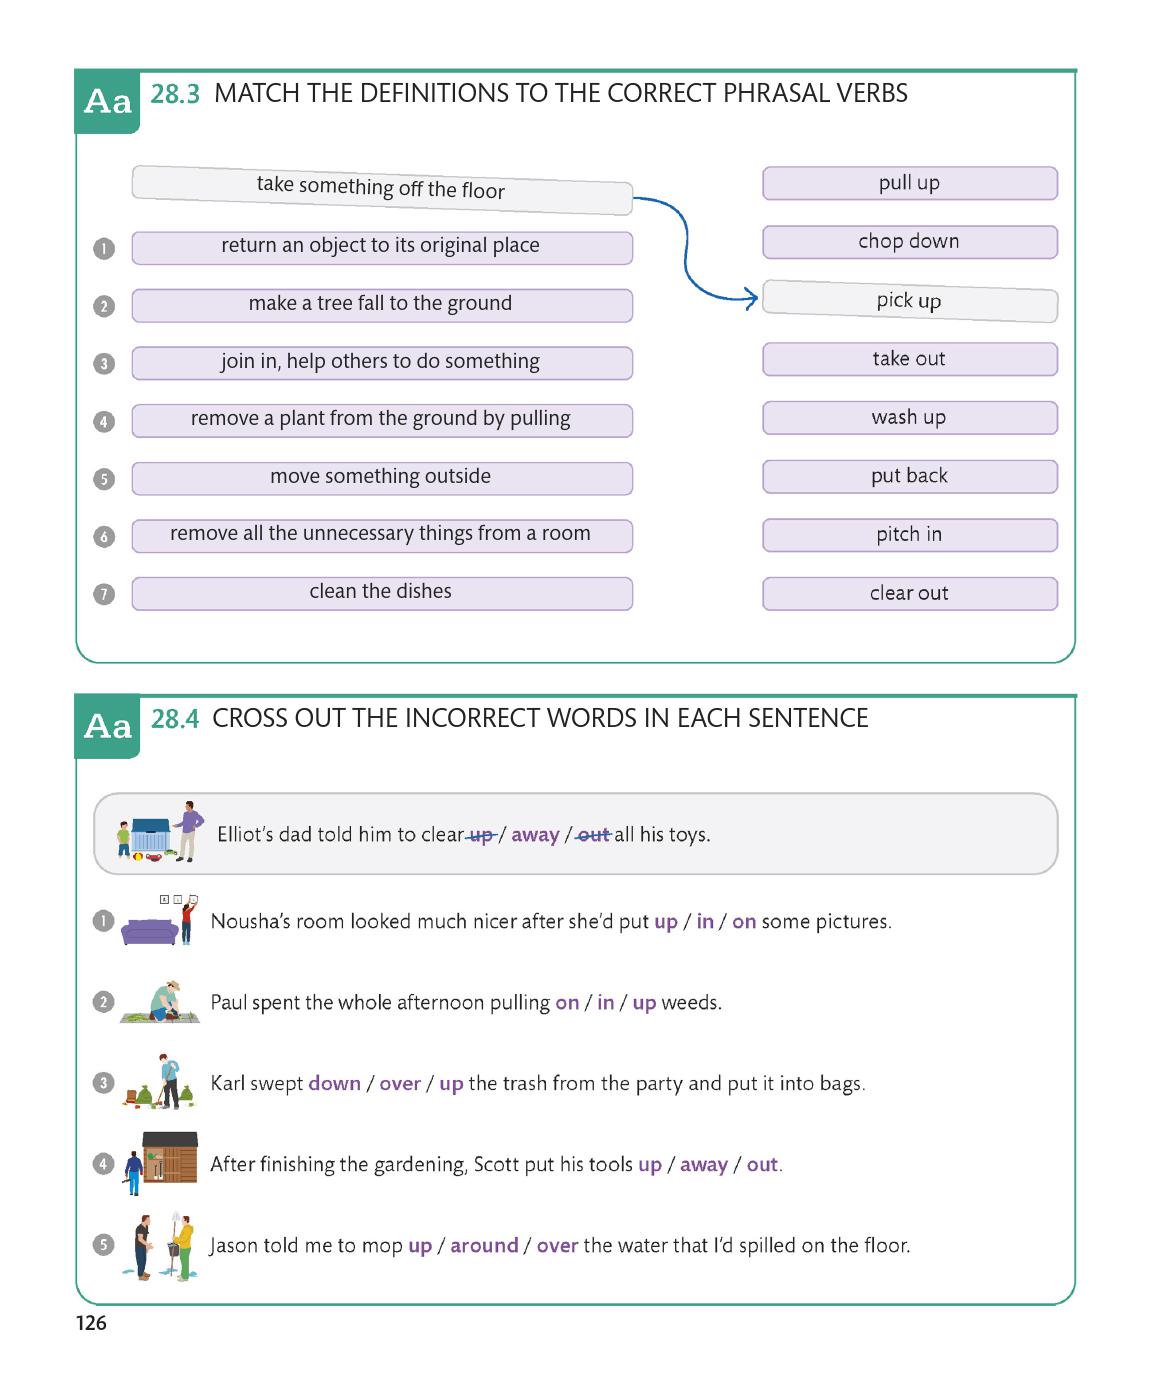 Aa 28.3 MATCH THE DEFINITIONS TO THE CORRECT PHRASAL VERBS
take something off the floor
pull up
1 return an object to its original place
chop down
2 make a tree fall to the ground
pick up
3 join in, help others to do something
take out
4 remove a plant from the ground by pulling
wash up
5 move something outside
put back
6 remove all the unnecessary things from a room
pitch in
7 clean the dishes
clear out
Aa 28.4 CROSS OUT THE INCORRECT WORDS IN EACH SENTENCE
Elliot's dad told him to clear up / away / out all his toys.
1 Nousha's room looked much nicer after she'd put up / in / on some pictures.
2 Paul spent the whole afternoon pulling on / in / up weeds.
3 Karl swept down / over / up the trash from the party and put it into bags.
4 After finishing the gardening, Scott put his tools up / away / out.
5 Jason told me to mop up / around / over the water that I'd spilled on the floor.
126